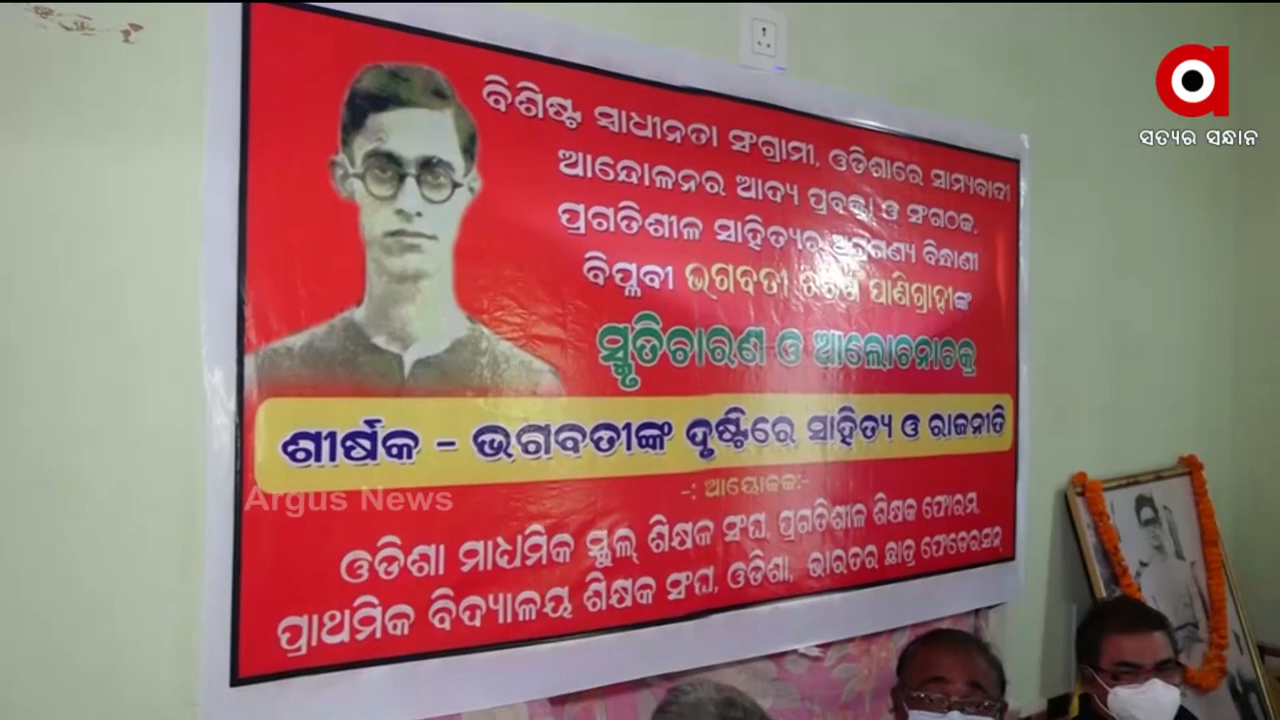 ବିଶିଷ୍ଟ ସ୍ୱାଧୀନତା ସଂଗ୍ରାମୀ, ଓଡିଶାରେ ସାମ୍ୟବାଦୀ
ଆନ୍ଦୋଳନର ଆଦ୍ୟ ପ୍ରବକ୍ତା ଓ ସଂଗଠକ,
ପ୍ରଗତିଶୀଳ ସାହିତ୍ୟର ଅଗ୍ରଗଣ୍ୟ ବିନ୍ଧାଣୀ
ବିପ୍ଳବୀ ଭଗବତୀ ଚରଣ ପାଣିଗ୍ରାହୀଙ୍କ
ସ୍ମୃତିଚାରଣ ଓ ଆଲୋଚନାଚକ୍ର
ଶୀର୍ଷକ - ଭଗବତୀଙ୍କ ଦୃଷ୍ଟିରେ ସାହିତ୍ୟ ଓ ରାଜନୀତି
-: ଆୟୋଜକ:-
ଓଡିଶା ମାଧ୍ୟମିକ ସ୍କୁଲ୍ ଶିକ୍ଷକ ସଂଘ, ପ୍ରଗତିଶୀଳ ଶିକ୍ଷକ ଫୋରମ୍,
ପ୍ରାଥମିକ ବିଦ୍ୟାଳୟ ଶିକ୍ଷକ ସଂଘ, ଓଡିଶା, ଭାରତର ଛାତ୍ର ଫେଡେରସନ୍
Argus News
a
ସତ୍ୟର ସନ୍ଧାନ